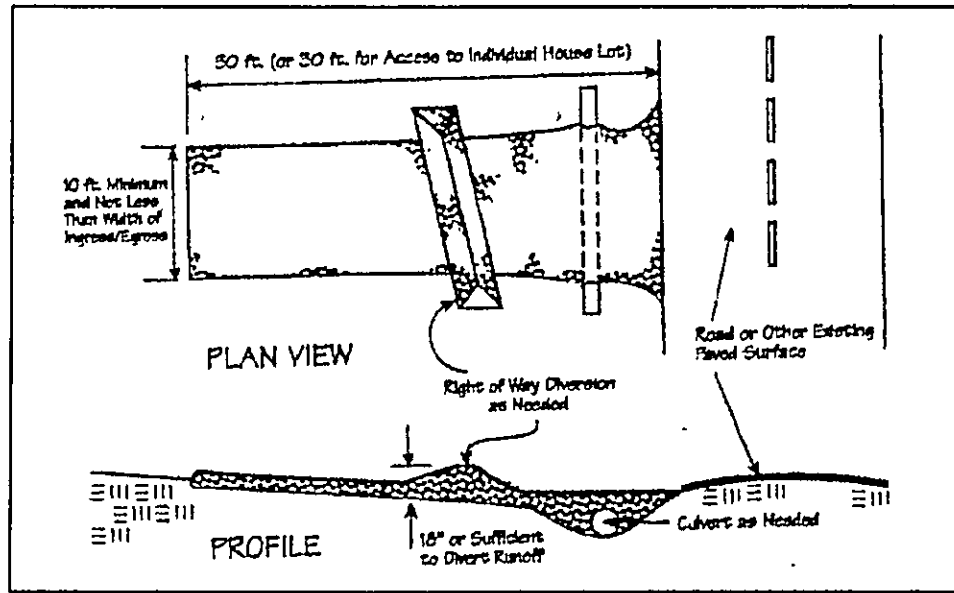 50 ft. (or 30 ft. for Access to Individual House Lot)
10 ft. Minimum
and Not Less
Than Width of
Ingress/Egress
PLAN VIEW
Right of Way Diversion
as Needed
Road or Other Existing
Paved Surface
PROFILE
18" or Sufficient
to Divert Runoff
Culvert as Needed